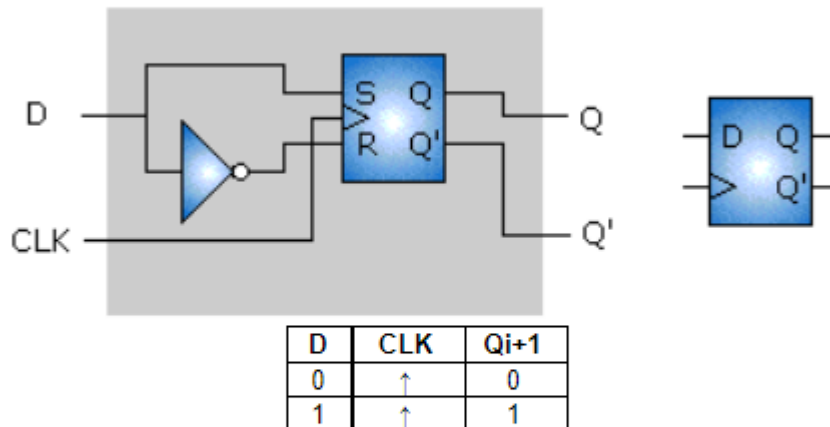 D
S Q
R Q'
CLK
Q
Q'
D Q
Q'
D CLK Qi+1
0 ↑ 0
1 ↑ 1